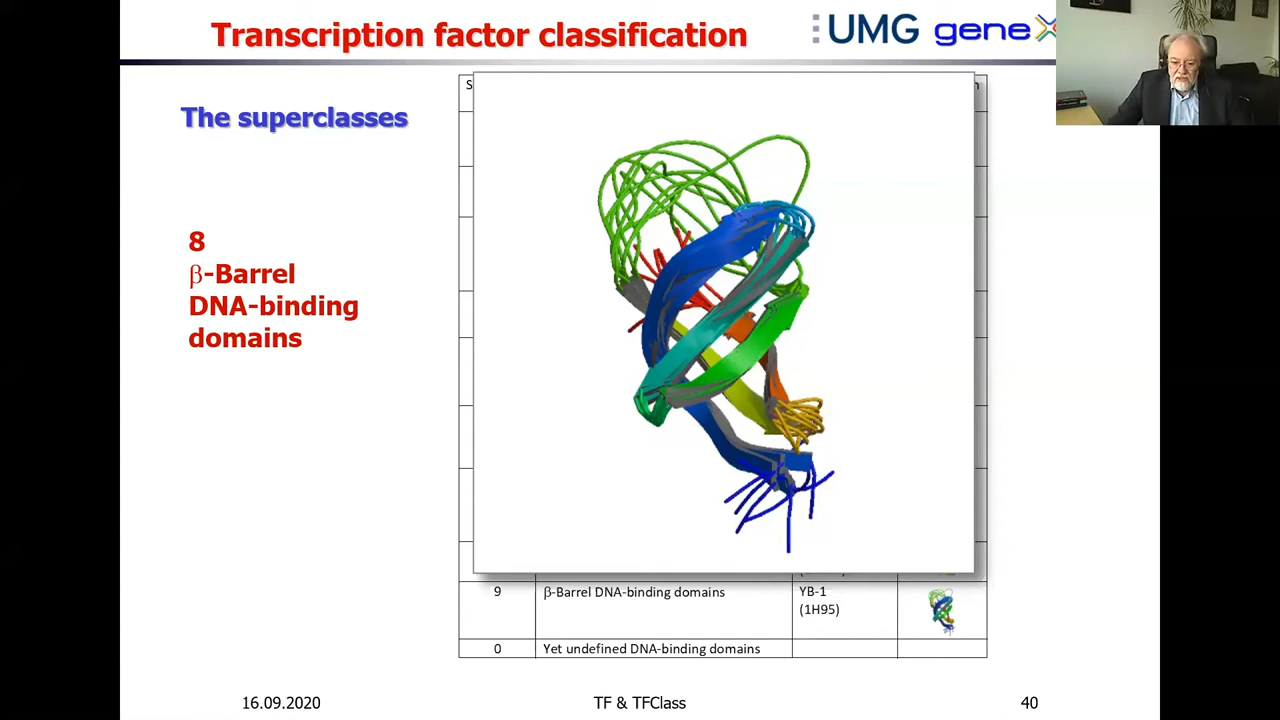 Transcription factor classification
UMG gene
The superclasses
S
n
8
β-Barrel
DNA-binding
domains
9 β-Barrel DNA-binding domains YB-1
(1H95)
0 Yet undefined DNA-binding domains
16.09.2020 TF & TFClass 40